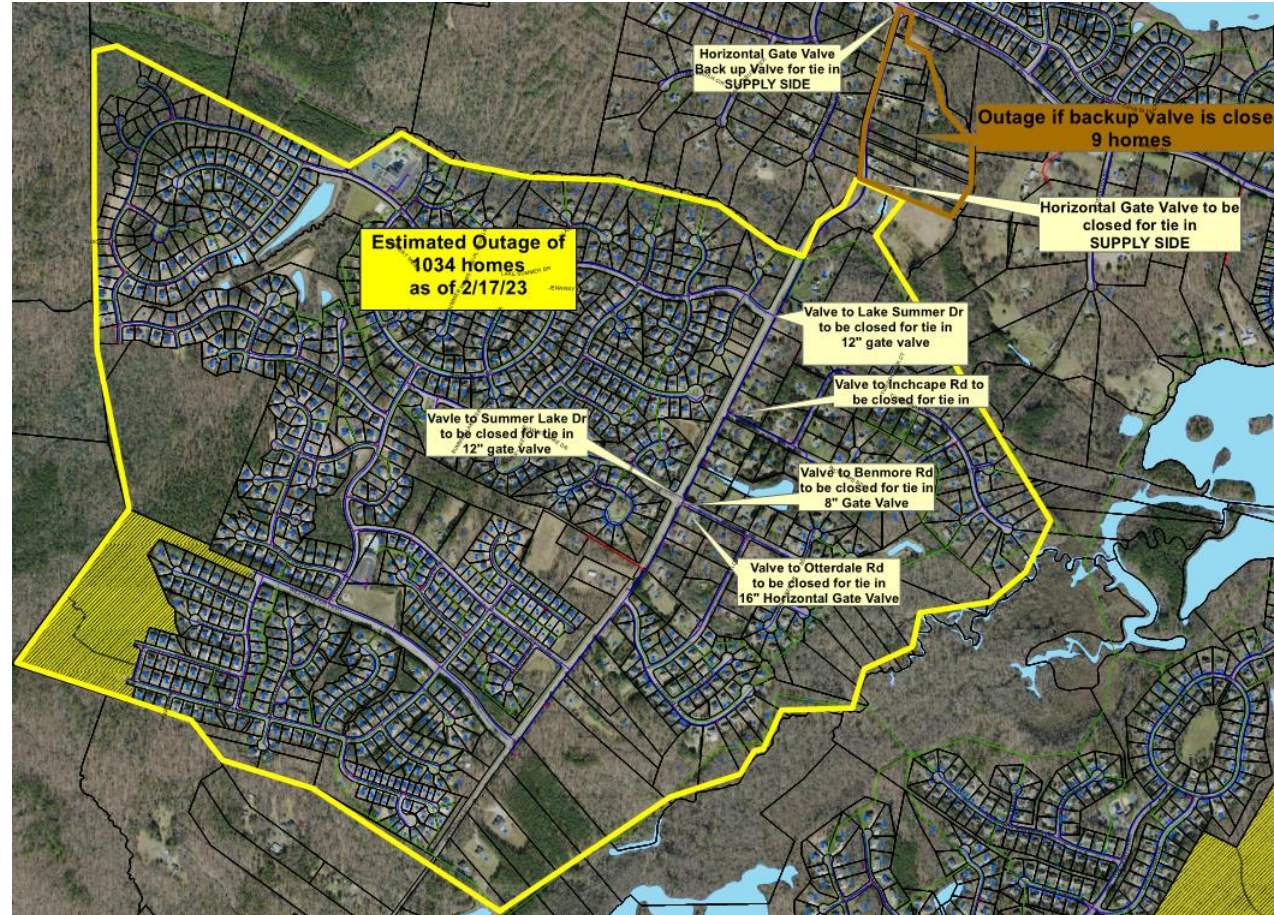 Horizontal Gate Valve
Back up Valve for tie in
SUPPLY SIDE
Outage if backup valve is close
9 homes
Horizontal Gate Valve to be
closed for tie in
SUPPLY SIDE
Estimated Outage of
1034 homes
as of 2/17/23
LAKE SUMMER DR
Valve to Lake Summer Dr
to be closed for tie in
12" gate valve
Valve to Inchcape Rd to
be closed for tie in
Vavle to Summer Lake Dr
to be closed for tie in
12" gate valve
Valve to Benmore Rd
to be closed for tie in
8" Gate Valve
Valve to Otterdale Rd
to be closed for tie in
16" Horizontal Gate Valve